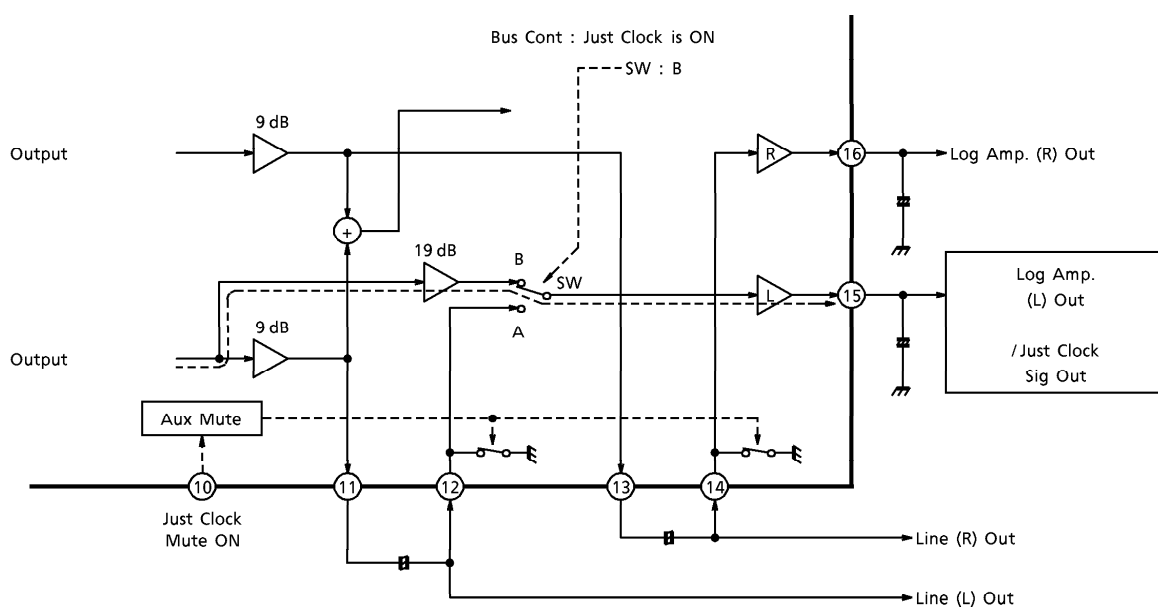 Bus Cont : Just Clock is ON
SW : B
9 dB
Output
R
16
Log Amp. (R) Out
+
19 dB
B
SW
A
L
15
Log Amp.
(L) Out
/Just Clock
Sig Out
9 dB
Output
Aux Mute
10
11
12
13
14
Just Clock
Mute ON
Line (R) Out
Line (L) Out